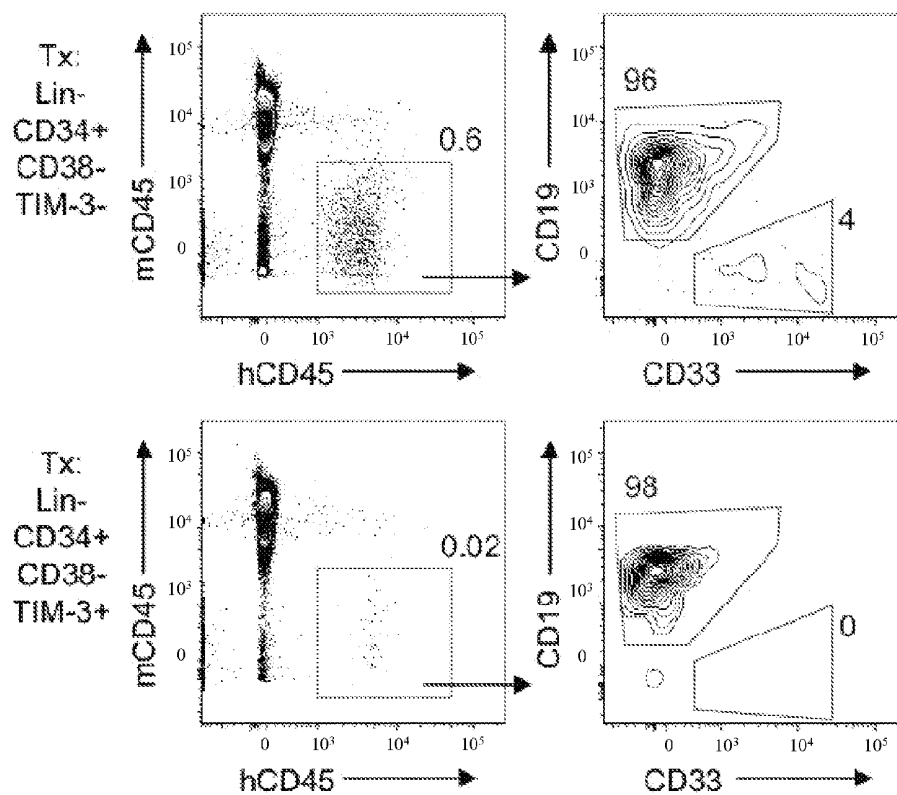 Tx:
Lin-
CD34+
CD38-
TIM-3-
mCD45
10⁵
10⁴
10³
0
0.6
0 10³ 10⁴ 10⁵
hCD45
CD19
10⁵
10⁴
10³
0
96
4
0 10³ 10⁴ 10⁵
CD33
Tx:
Lin-
CD34+
CD38-
TIM-3+
mCD45
10⁵
10⁴
10³
0
0.02
0 10³ 10⁴ 10⁵
hCD45
CD19
10⁵
10⁴
10³
0
98
0
0 10³ 10⁴ 10⁵
CD33